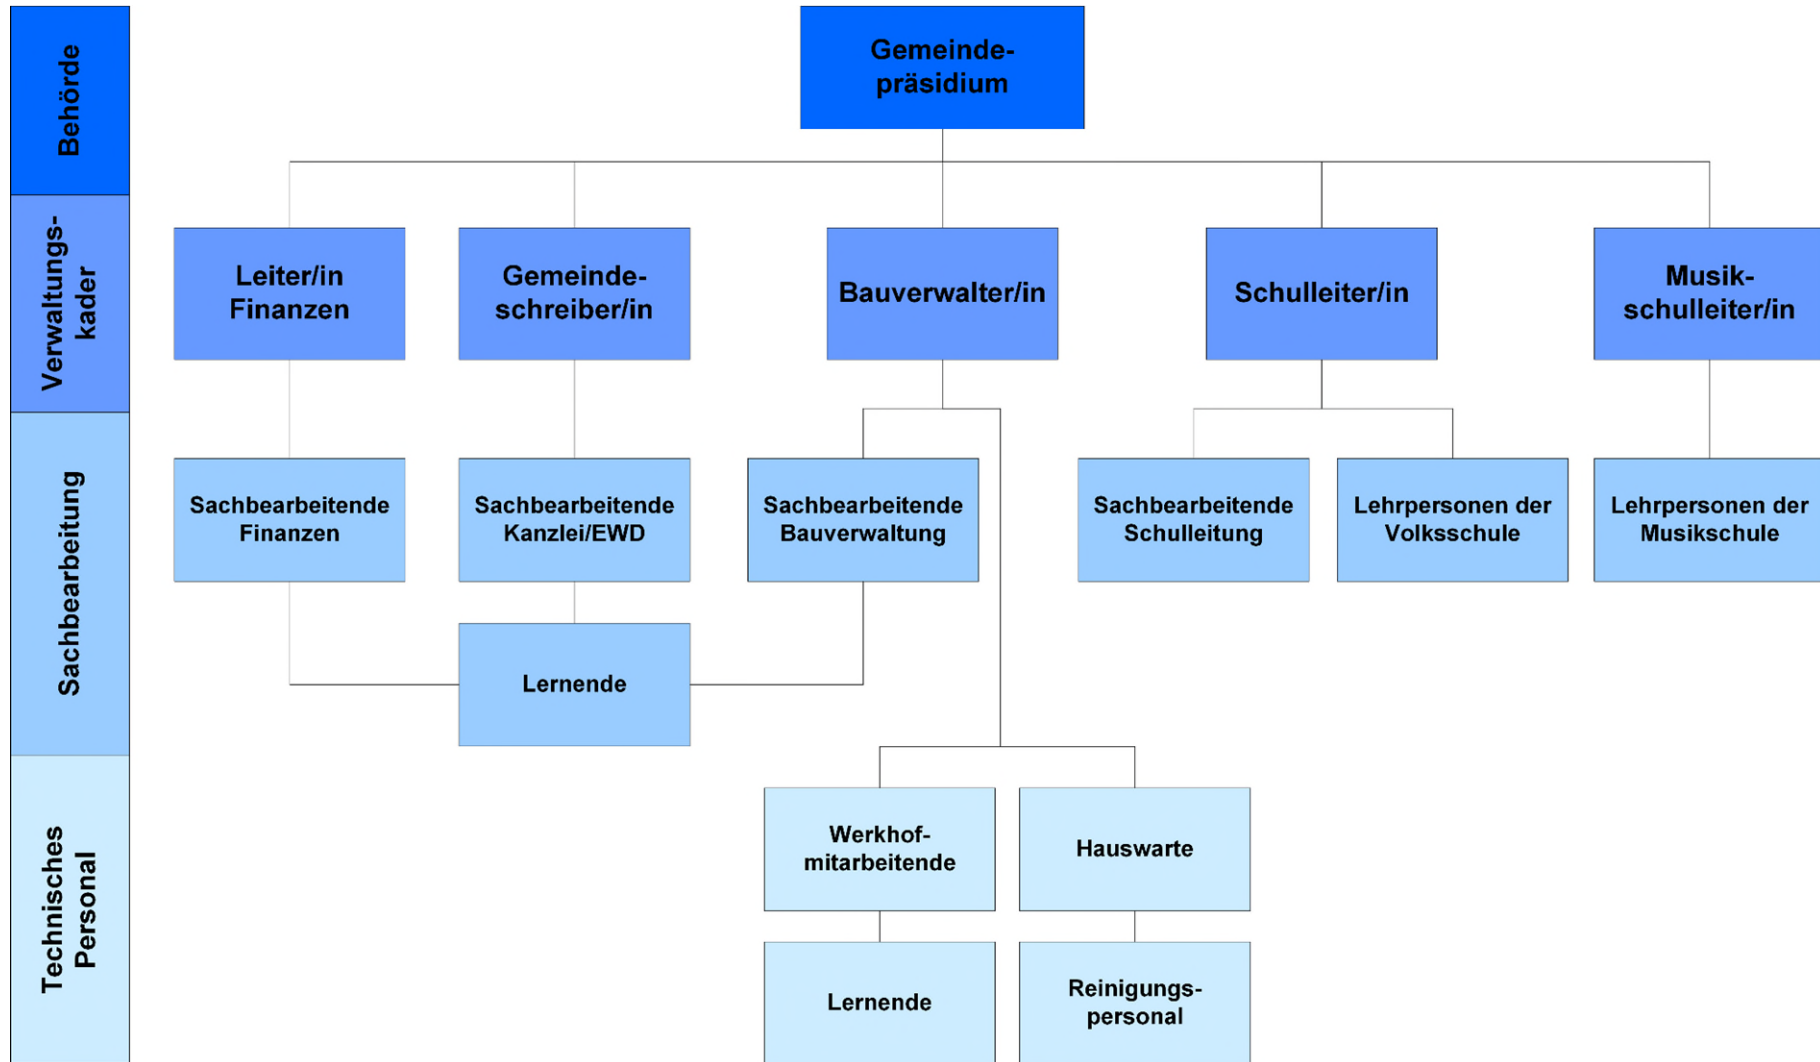 Behörde
Gemeinde-
präsidium
Verwaltungs-
kader
Leiter/in
Finanzen
Gemeinde-
schreiber/in
Bauverwalter/in
Schulleiter/in
Musik-
schulleiter/in
Sachbearbeitung
Sachbearbeitende
Finanzen
Sachbearbeitende
Kanzlei/EWD
Sachbearbeitende
Bauverwaltung
Sachbearbeitende
Schulleitung
Lehrpersonen der
Volksschule
Lehrpersonen der
Musikschule
Lernende
Technisches
Personal
Werkhof-
mitarbeitende
Hauswarte
Lernende
Reinigungs-
personal